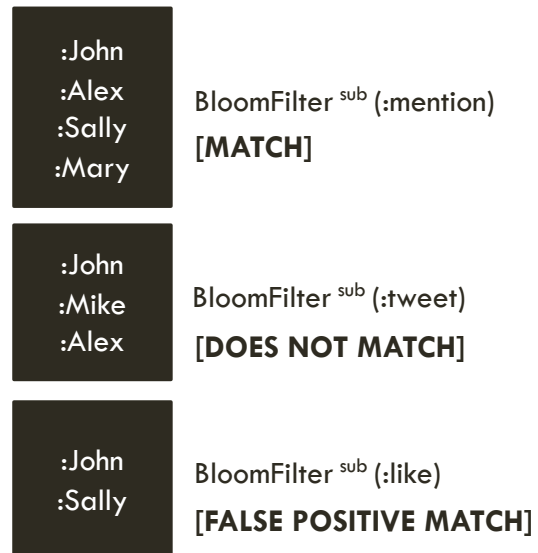 :John
:Alex
:Sally
:Mary
BloomFilter sub (:mention)
[MATCH]
:John
:Mike
:Alex
BloomFilter sub (:tweet)
[DOES NOT MATCH]
:John
:Sally
BloomFilter sub (:like)
[FALSE POSITIVE MATCH]